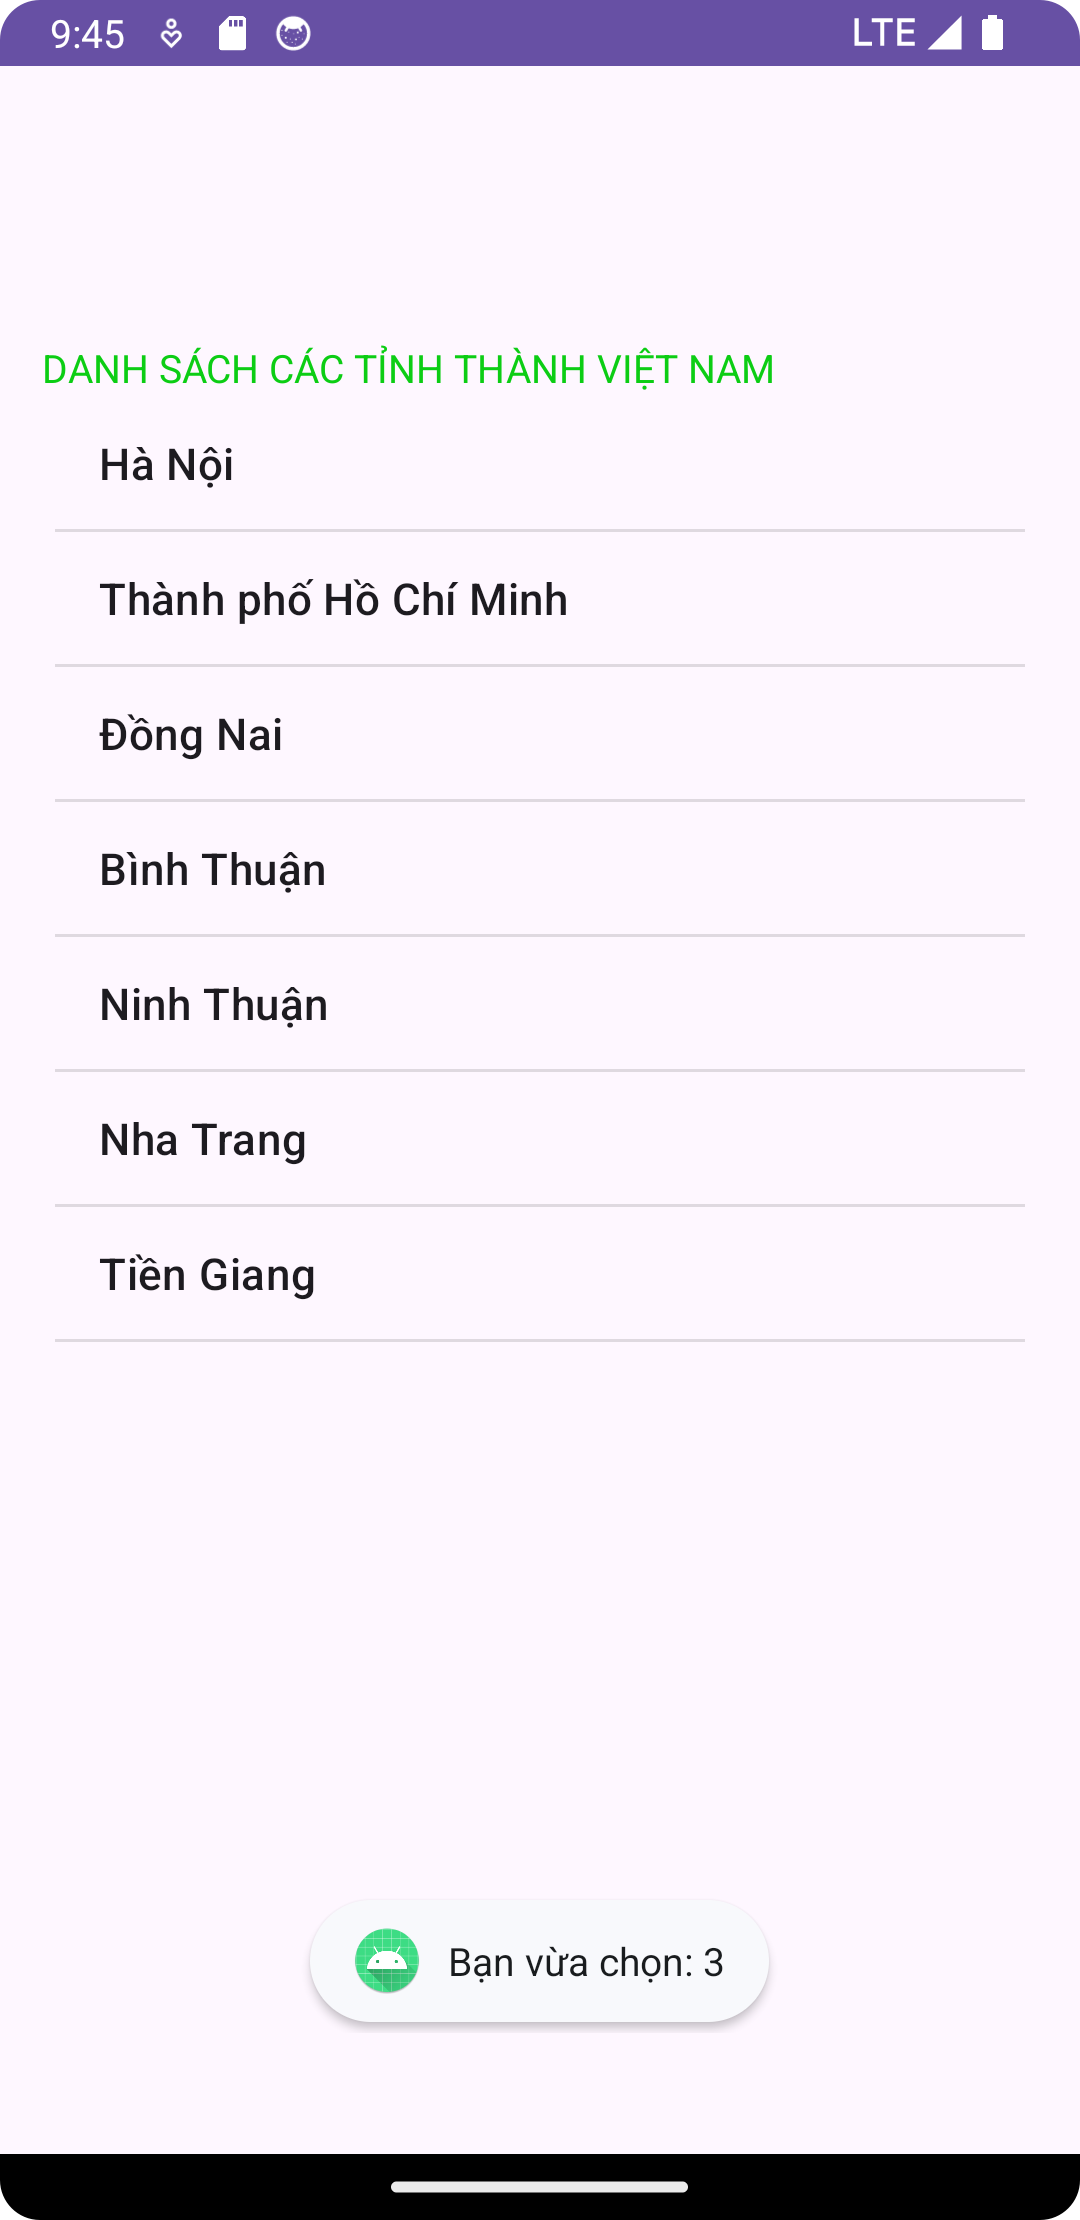 9:45 LTE
DANH SÁCH CÁC TỈNH THÀNH VIỆT NAM
Hà Nội
Thành phố Hồ Chí Minh
Đồng Nai
Bình Thuận
Ninh Thuận
Nha Trang
Tiền Giang
Bạn vừa chọn: 3